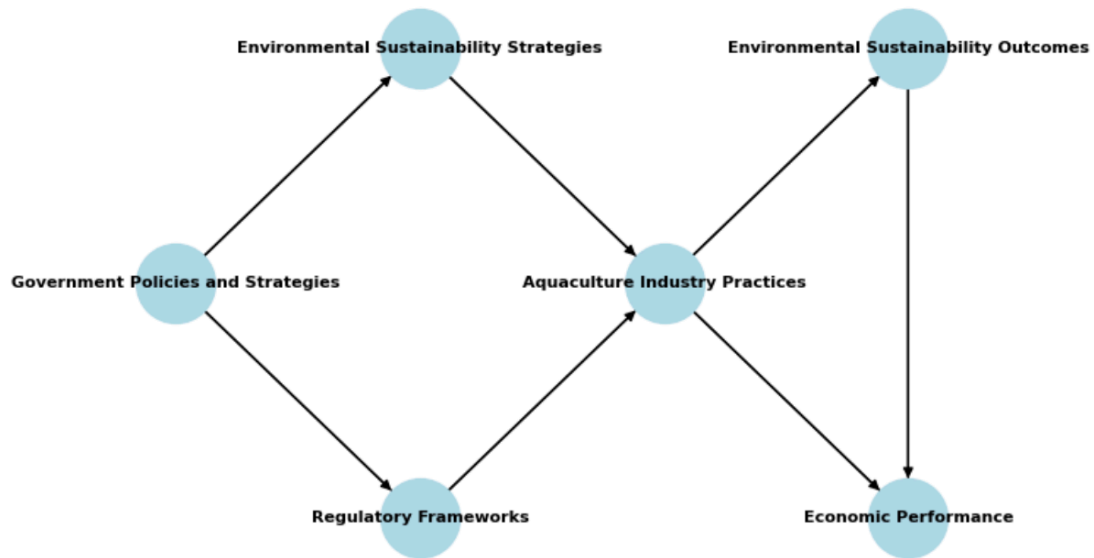 Environmental Sustainability Strategies
Environmental Sustainability Outcomes
Government Policies and Strategies
Aquaculture Industry Practices
Regulatory Frameworks
Economic Performance